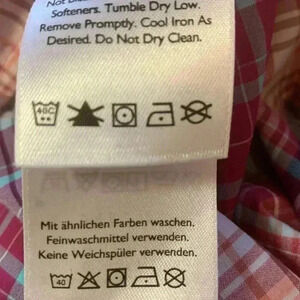 Softeners. Tumble Dry Low.
Remove Promptly. Cool Iron As
Desired. Do Not Dry Clean.
40C
Mit ähnlichen Farben waschen.
Feinwaschmittel verwenden.
Keine Weichspüler verwenden.
40